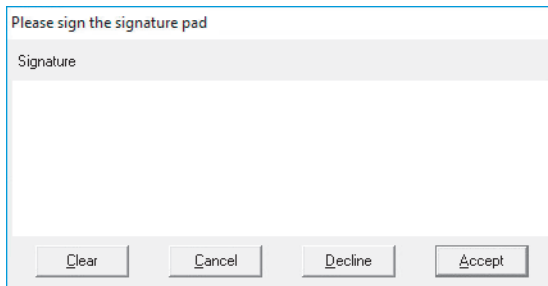 Please sign the signature pad
Signature
Clear Cancel Decline Accept